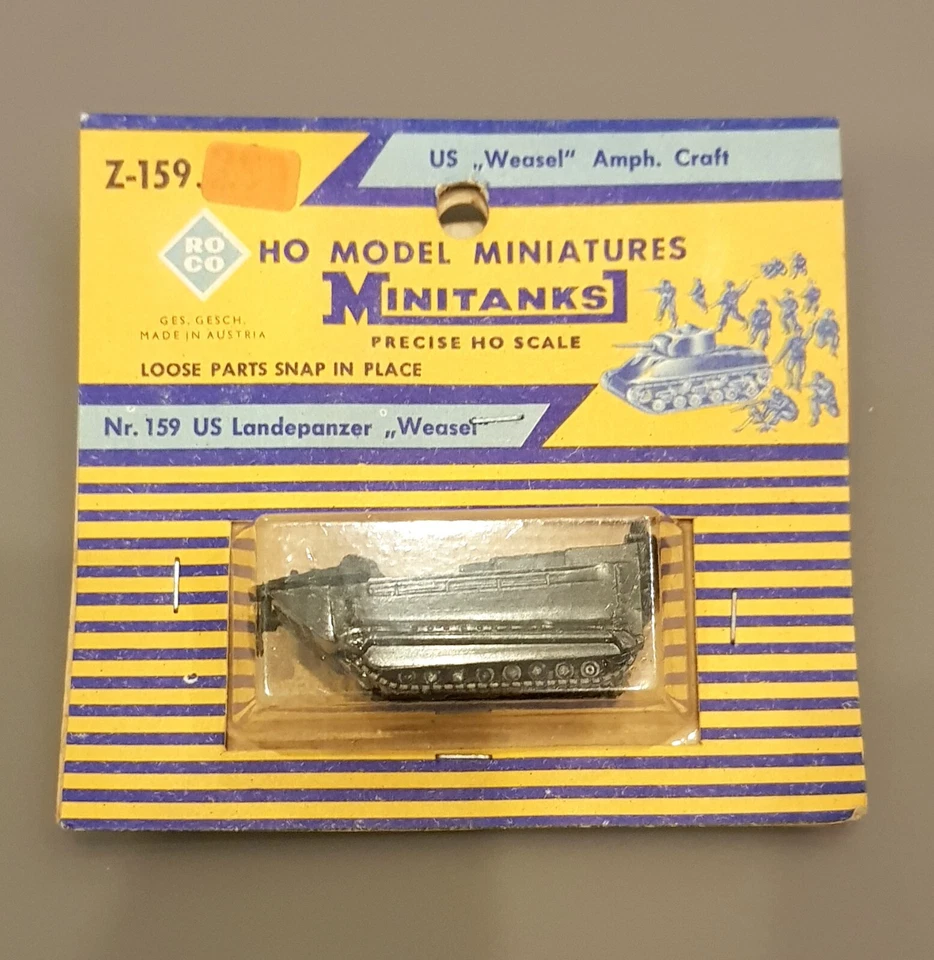 Z-159.
US „Weasel" Amph. Craft
RO
CO
HO MODEL MINIATURES
MINITANKS
GES. GESCH.
MADE IN AUSTRIA
PRECISE HO SCALE
LOOSE PARTS SNAP IN PLACE
Nr. 159 US Landepanzer „Weasel"